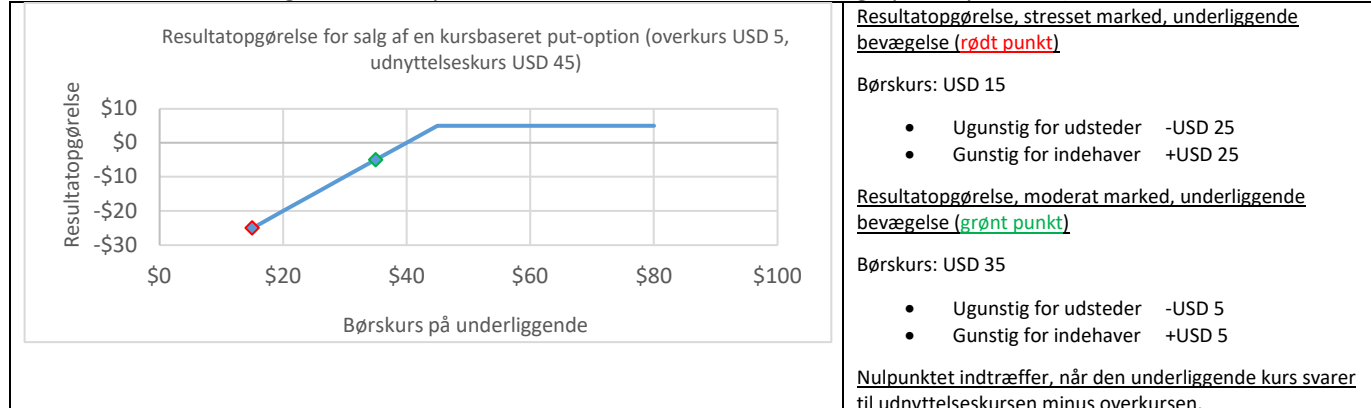 Resultatopgørelse for salg af en kursbaseret put-option (overkurs USD 5,
udnyttelseskurs USD 45)
Resultatopgørelse
$10
$0
-$10
-$20
-$30
$0 $20 $40 $60 $80 $100
Børskurs på underliggende
Resultatopgørelse, stresset marked, underliggende
bevægelse (rødt punkt)
Børskurs: USD 15
• Ugunstig for udsteder -USD 25
• Gunstig for indehaver +USD 25
Resultatopgørelse, moderat marked, underliggende
bevægelse (grønt punkt)
Børskurs: USD 35
• Ugunstig for udsteder -USD 5
• Gunstig for indehaver +USD 5
Nulpunktet indtræffer, når den underliggende kurs svarer
til udnyttelseskursen minus overkursen.